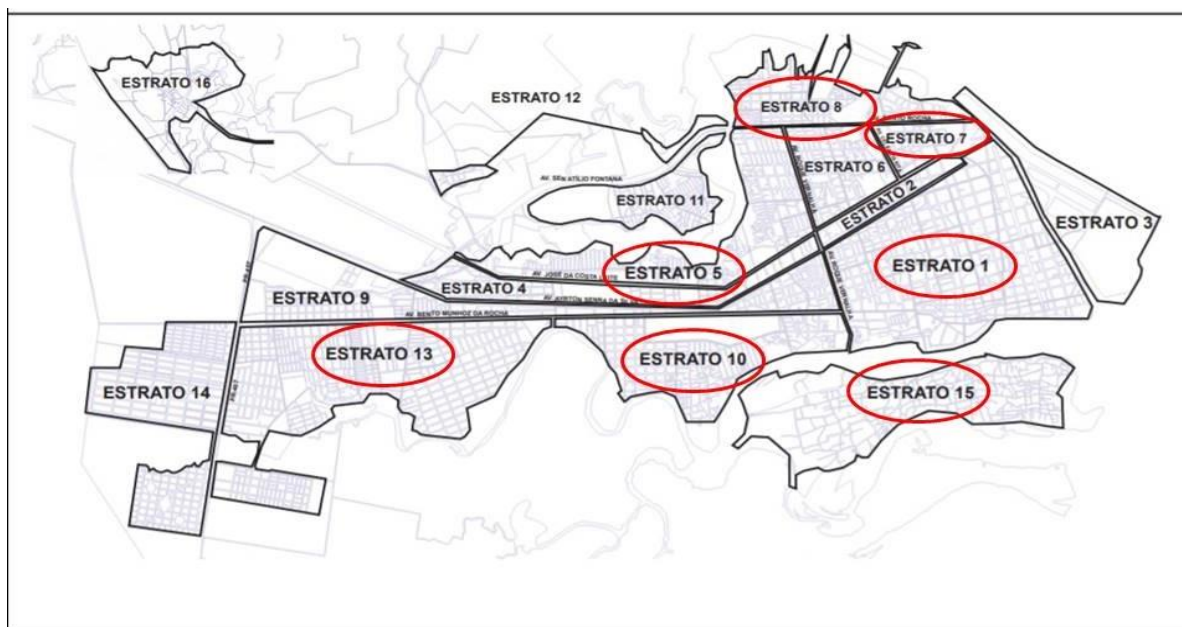 ESTRATO 16
ESTRATO 12
ESTRATO 8
ROCHA
ESTRATO 7
ESTRATO 6
AV. SEN ATÍLIO FONTANA
ESTRATO 11
ESTRATO 2
ESTRATO 3
ESTRATO 5
ESTRATO 1
AV. JOSÉ DA COSTA LEITE
ESTRATO 4
ESTRATO 9
AV. BENTO MUNHOZ DA ROCHA
ESTRATO 13
ESTRATO 10
ESTRATO 14
ESTRATO 15